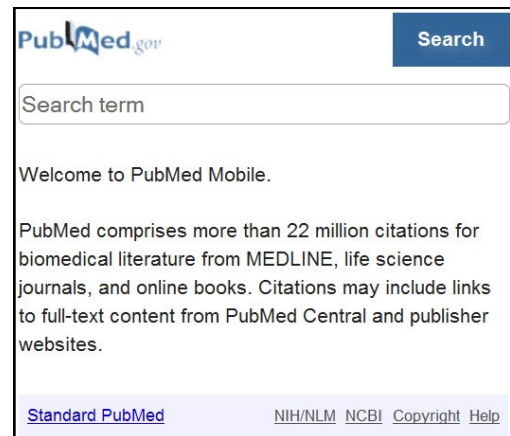 PubMed.gov
Search
Search term
Welcome to PubMed Mobile.
PubMed comprises more than 22 million citations for
biomedical literature from MEDLINE, life science
journals, and online books. Citations may include links
to full-text content from PubMed Central and publisher
websites.
Standard PubMed NIH/NLM NCBI Copyright Help